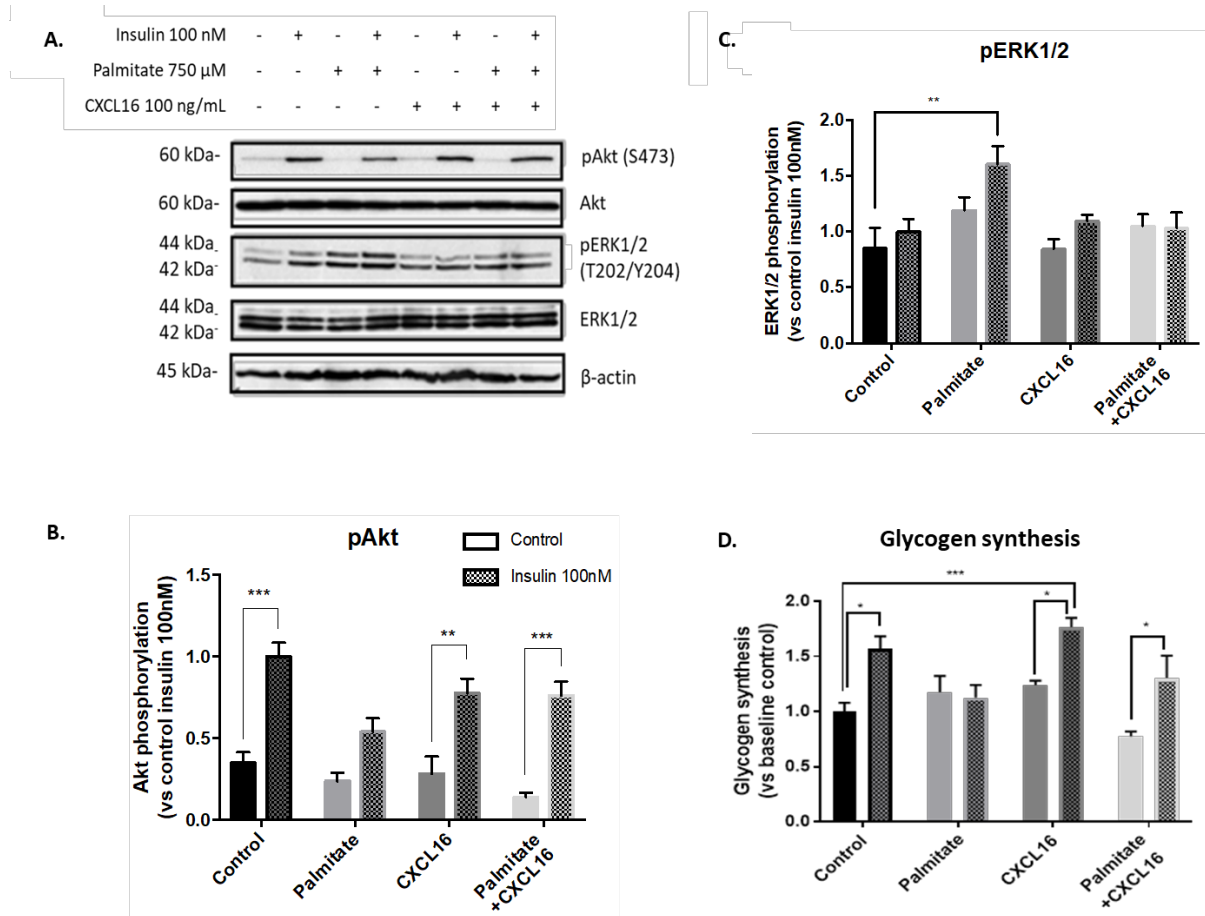 A.
Insulin 100 nM - + - + - + - +
Palmitate 750 µM - - + + - - + +
CXCL16 100 ng/mL - - - - + + + +
60 kDa- pAkt (S473)
60 kDa- Akt
44 kDa
42 kDa-
pERK1/2
(T202/Y204)
44 kDa
42 kDa-
ERK1/2
45 kDa- β-actin
C.
pERK1/2
ERK1/2 phosphorylation
(vs control insulin 100nM)
2.0
1.5
1.0
0.5
0.0
**
Control
Palmitate
CXCL16
Palmitate
+CXCL16
B.
pAkt
Control
Insulin 100nM
Akt phosphorylation
(vs control insulin 100nM)
1.5
1.0
0.5
0.0
***
**
***
Control
Palmitate
CXCL16
Palmitate
+CXCL16
D.
Glycogen synthesis
Glycogen synthesis
(vs baseline control)
2.0
1.5
1.0
0.5
0.0
***
*
*
*
Control
Palmitate
CXCL16
Palmitate
+CXCL16